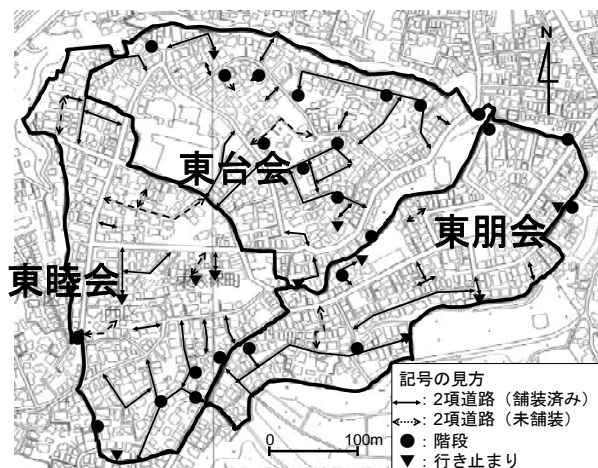 N
東台会
東朋会
東睦会
記号の見方
：2項道路（舗装済み）
：2項道路（未舗装）
：階段
：行き止まり
0 100m